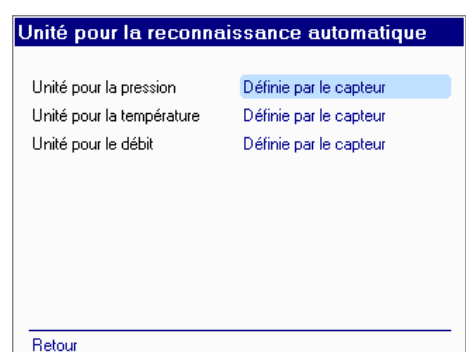 Unité pour la reconnaissance automatique
Unité pour la pression Définie par le capteur
Unité pour la température Définie par le capteur
Unité pour le débit Définie par le capteur
Retour